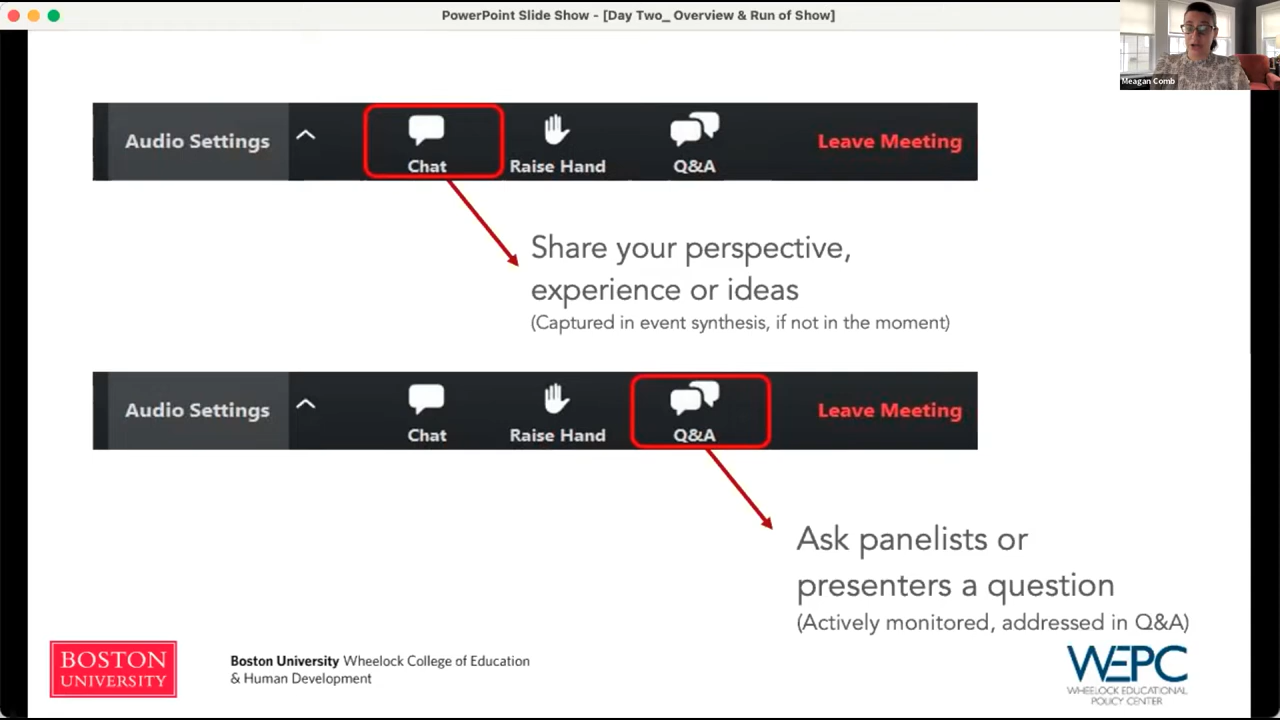 PowerPoint Slide Show - [Day Two_ Overview & Run of Show]
Meagan Comb
Audio Settings
Chat
Raise Hand
Q&A
Leave Meeting
Share your perspective,
experience or ideas
(Captured in event synthesis, if not in the moment)
Audio Settings
Chat
Raise Hand
Q&A
Leave Meeting
Ask panelists or
presenters a question
(Actively monitored, addressed in Q&A)
BOSTON
UNIVERSITY
Boston University Wheelock College of Education
& Human Development
WEPC
WHEELOCK EDUCATIONAL
POLICY CENTER